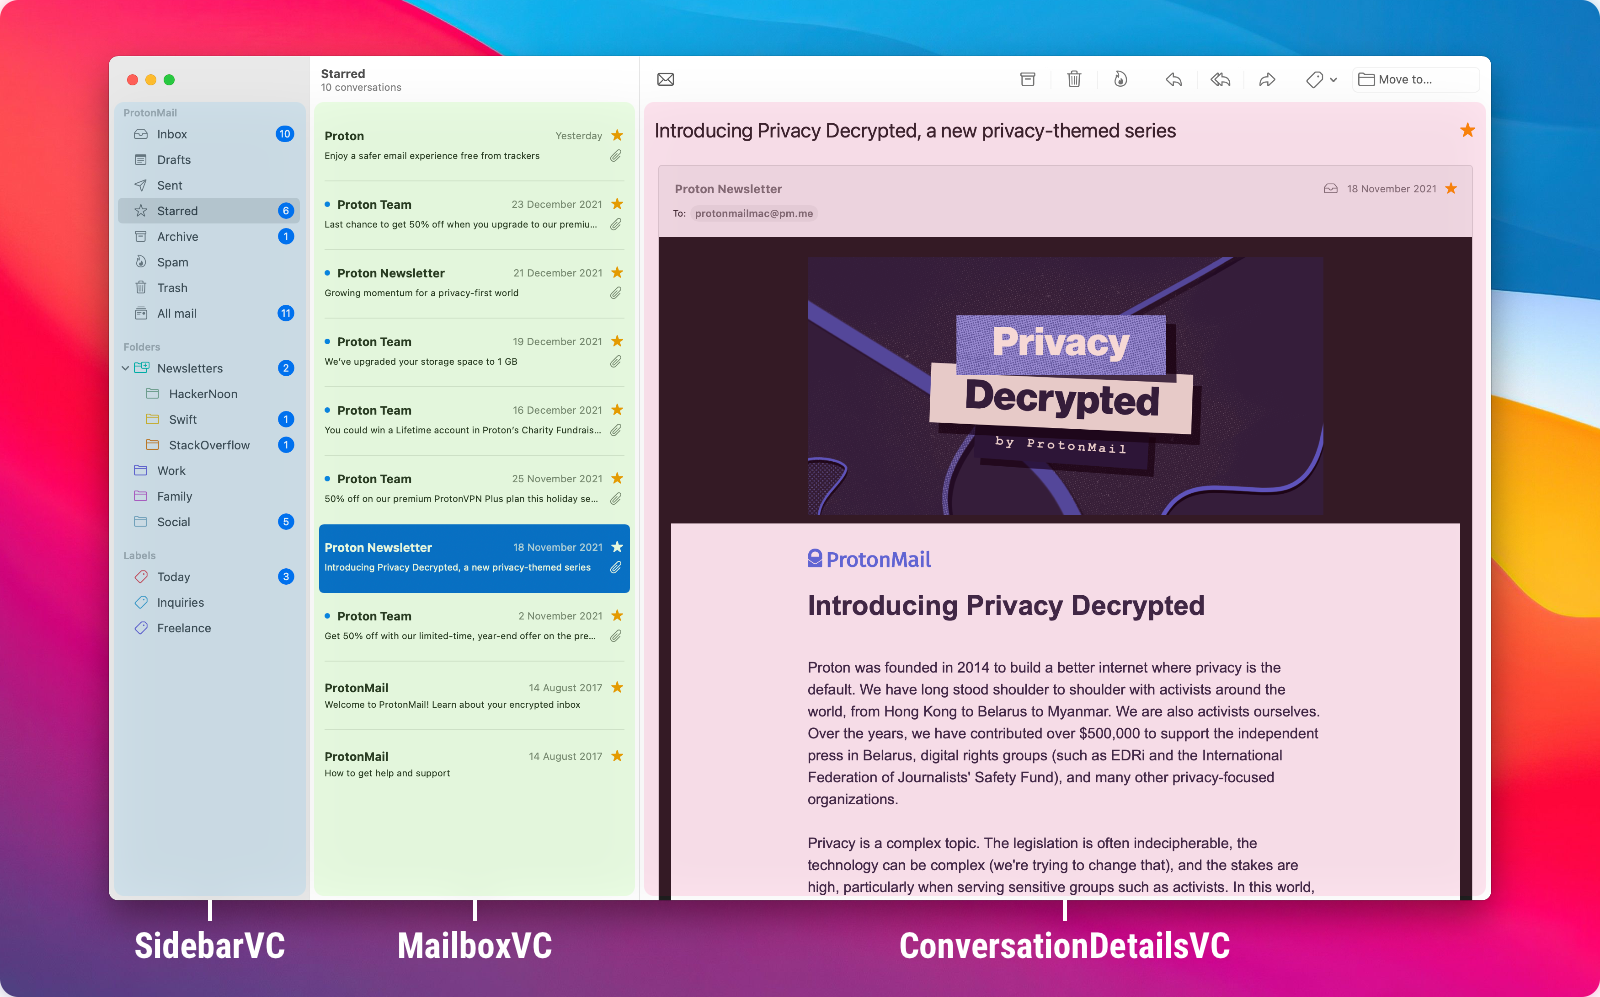 ProtonMail
Inbox 10
Drafts
Sent
Starred 6
Archive 1
Spam
Trash
All mail 11
Folders
Newsletters 2
HackerNoon
Swift 1
StackOverflow 1
Work
Family
Social 5
Labels
Today 3
Inquiries
Freelance
Starred
10 conversations
Proton Yesterday
Enjoy a safer email experience free from trackers
Proton Team 23 December 2021
Last chance to get 50% off when you upgrade to our premiu...
Proton Newsletter 21 December 2021
Growing momentum for a privacy-first world
Proton Team 19 December 2021
We've upgraded your storage space to 1 GB
Proton Team 16 December 2021
You could win a Lifetime account in Proton's Charity Fundrais...
Proton Team 25 November 2021
50% off on our premium ProtonVPN Plus plan this holiday se...
Proton Newsletter 18 November 2021
Introducing Privacy Decrypted, a new privacy-themed series
Proton Team 2 November 2021
Get 50% off with our limited-time, year-end offer on the pre...
ProtonMail 14 August 2017
Welcome to ProtonMail! Learn about your encrypted inbox
ProtonMail 14 August 2017
How to get help and support
Move to...
Introducing Privacy Decrypted, a new privacy-themed series
Proton Newsletter 18 November 2021
To: protonmailmac@pm.me
Privacy
Decrypted
by ProtonMail
ProtonMail
Introducing Privacy Decrypted
Proton was founded in 2014 to build a better internet where privacy is the
default. We have long stood shoulder to shoulder with activists around the
world, from Hong Kong to Belarus to Myanmar. We are also activists ourselves.
Over the years, we have contributed over $500,000 to support the independent
press in Belarus, digital rights groups (such as EDRi and the International
Federation of Journalists' Safety Fund), and many other privacy-focused
organizations.
Privacy is a complex topic. The legislation is often indecipherable, the
technology can be complex (we're trying to change that), and the stakes are
high, particularly when serving sensitive groups such as activists. In this world,
SidebarVC
MailboxVC
ConversationDetailsVC